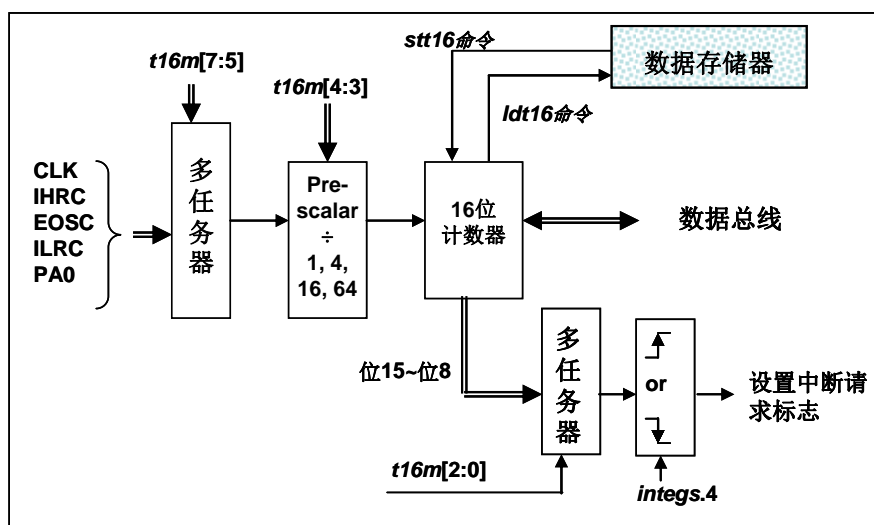 stt16命令
数据存储器
t16m[7:5]
t16m[4:3]
ldt16命令
CLK
IHRC
EOSC
ILRC
PA0
多
任
务
器
Pre-
scalar
÷
1, 4,
16, 64
16位
计数器
数据总线
位15~位8
多
任
务
器
or
设置中断请
求标志
t16m[2:0]
integs.4